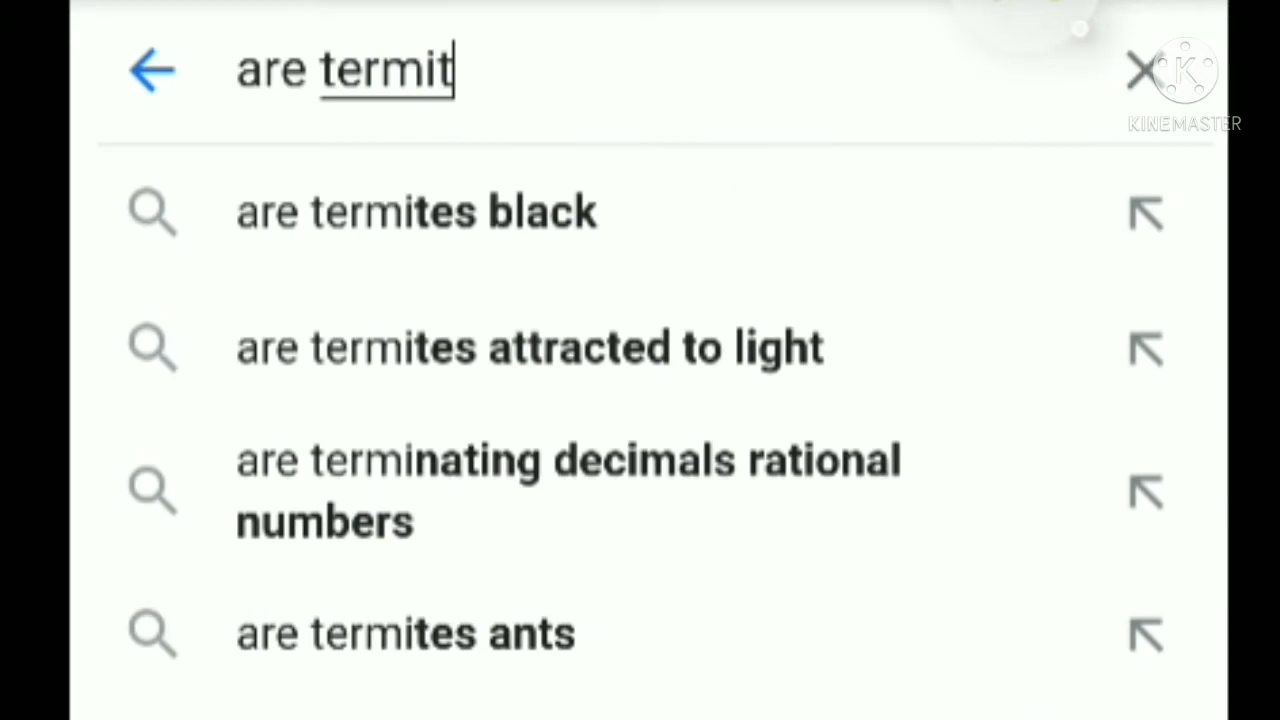 are termit
K
KINEMASTER
are termites black
are termites attracted to light
are terminating decimals rational
numbers
are termites ants